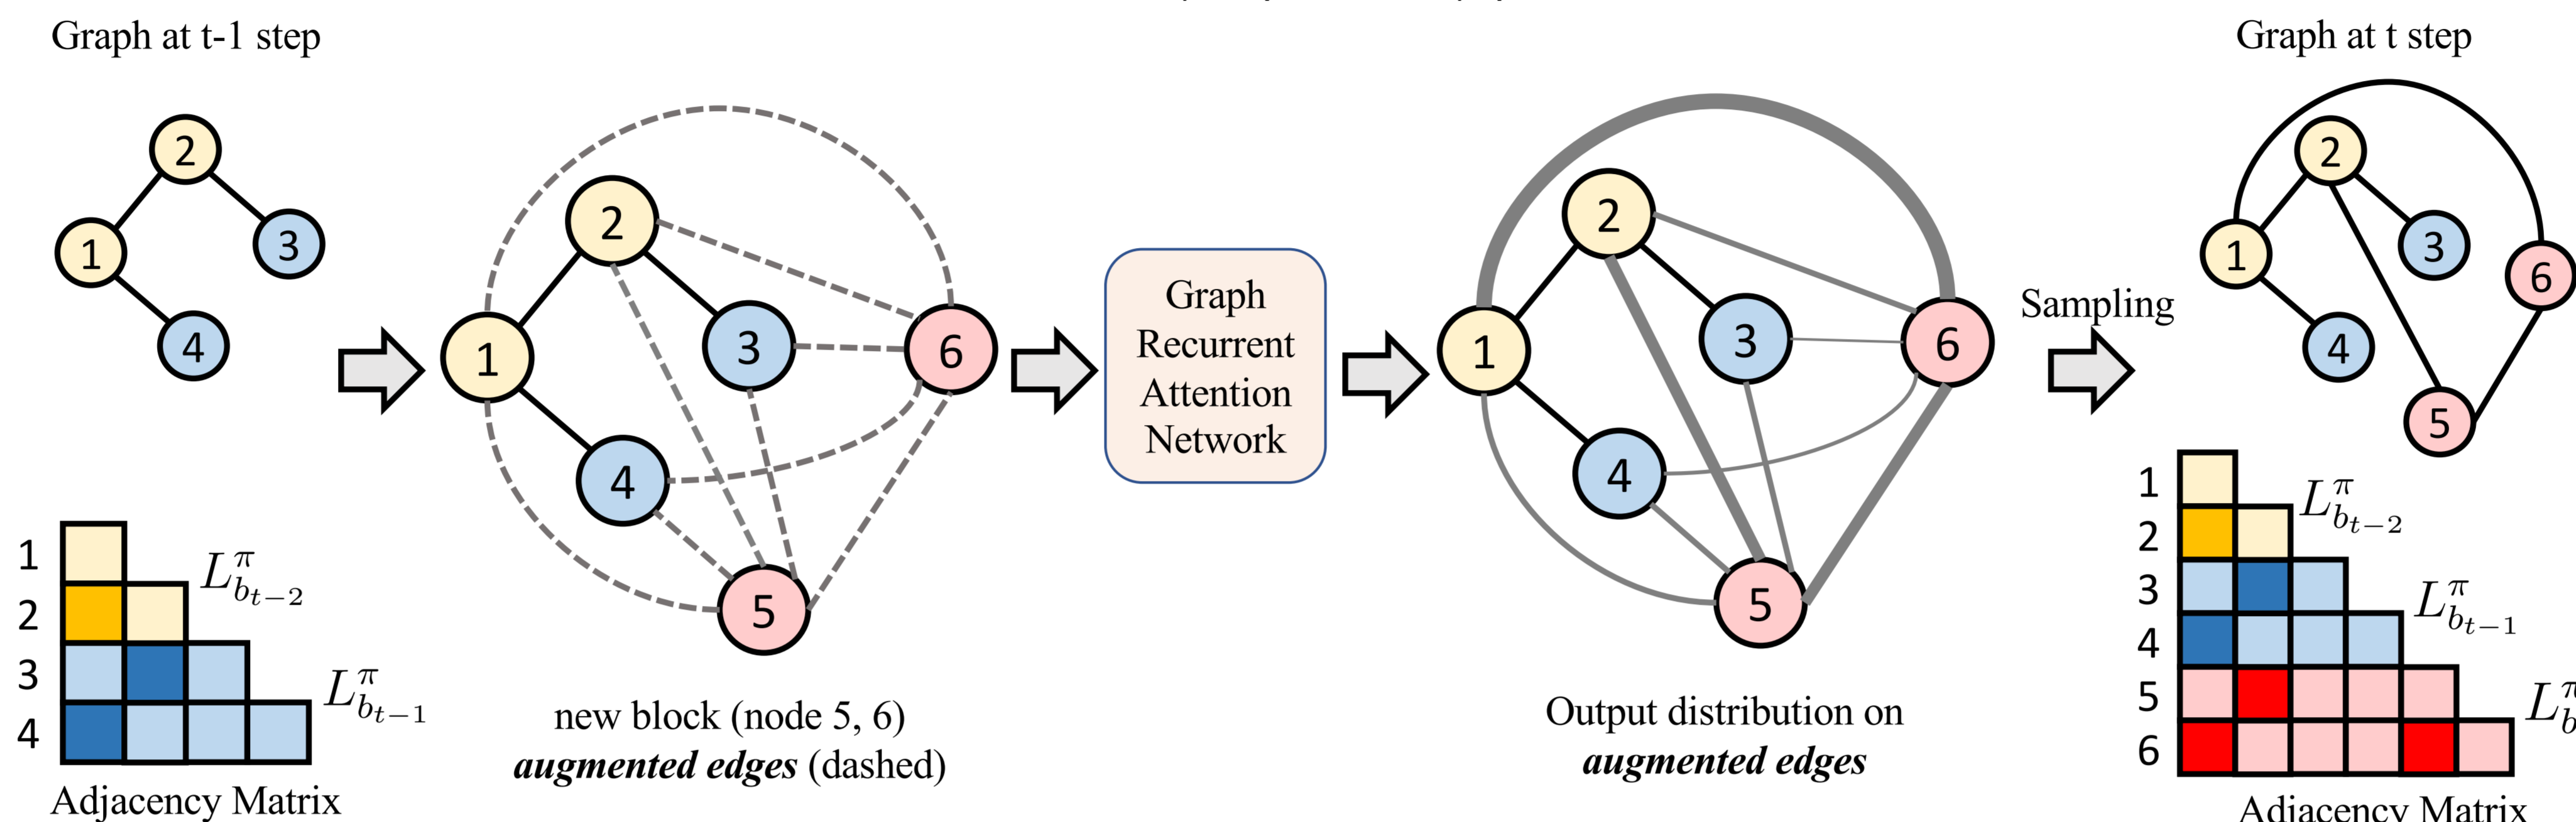 Graph at t-1 step
2
1
3
4
1
2
3
4
L^π_{b_{t−2}}
L^π_{b_{t−1}}
Adjacency Matrix
2
1
3
6
4
5
new block (node 5, 6)
augmented edges (dashed)
Graph
Recurrent
Attention
Network
2
1
3
6
4
5
Output distribution on
augmented edges
Sampling
Graph at t step
2
1
3
6
4
5
1
2
3
4
5
6
L^π_{b_{t−2}}
L^π_{b_{t−1}}
Adjacency Matrix